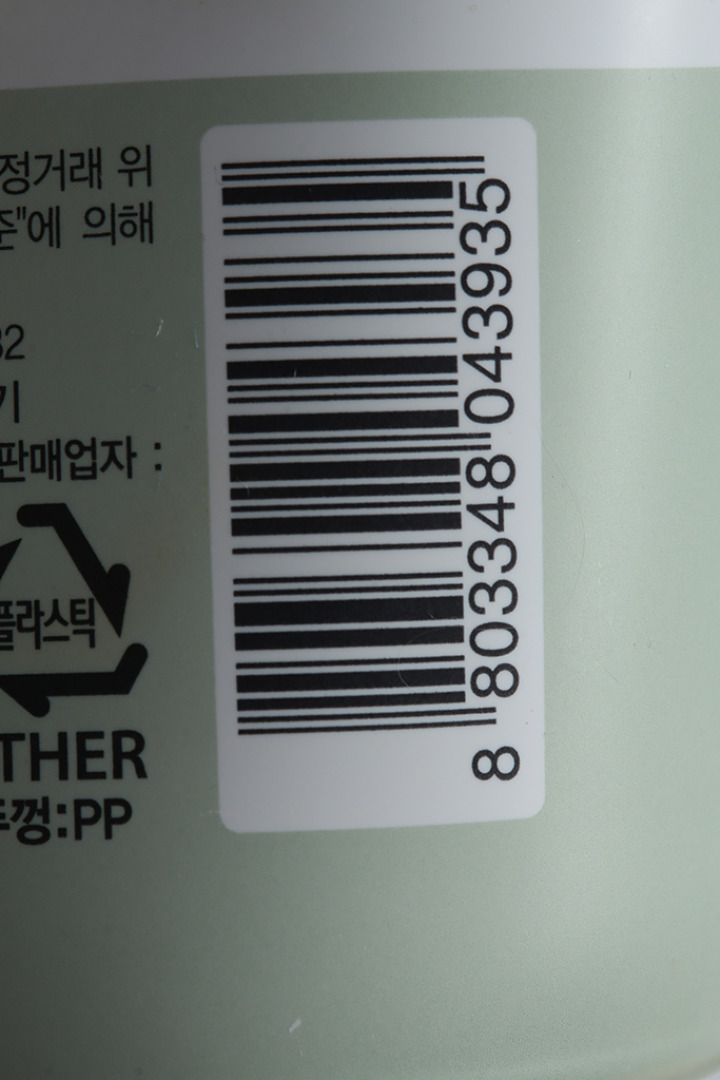 정거래 위
준"에 의해
32
기
판매업자 :
플라스틱
THER
뚜껑:PP
8 803348 043935